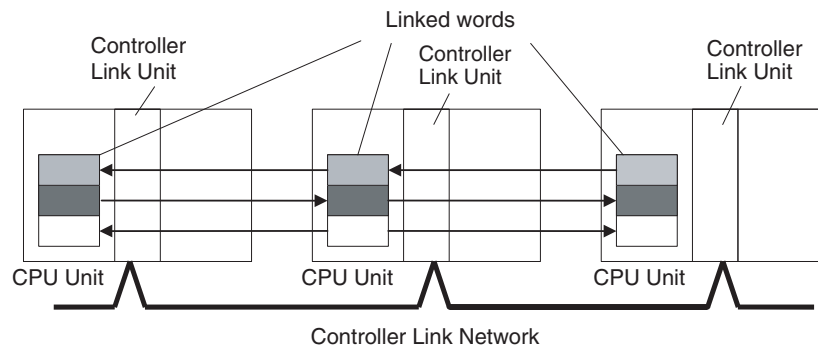 Linked words
Controller
Link Unit
Controller
Link Unit
Controller
Link Unit
CPU Unit
CPU Unit
CPU Unit
Controller Link Network